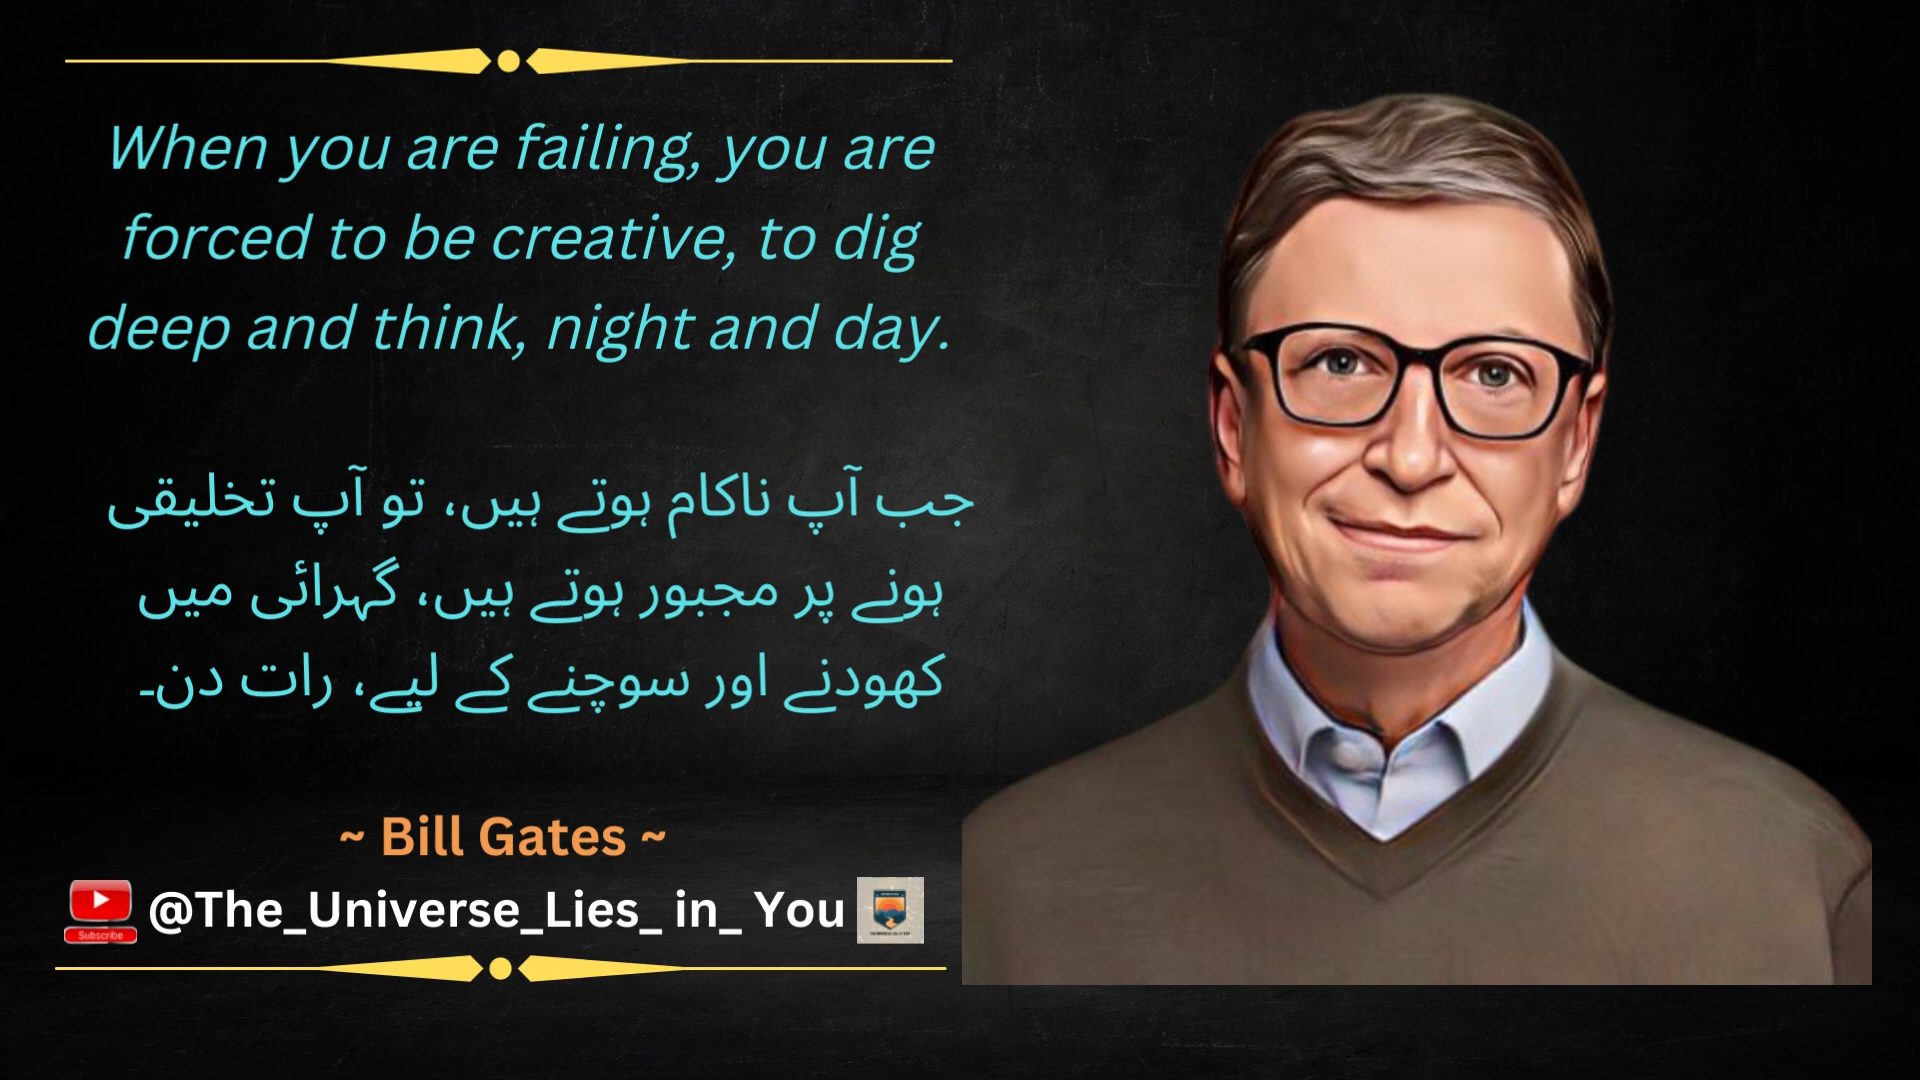 When you are failing, you are
forced to be creative, to dig
deep and think, night and day.
جب آپ ناکام ہوتے ہیں، تو آپ تخلیقی
ہونے پر مجبور ہوتے ہیں، گہرائی میں
کھودنے اور سوچنے کے لیے، رات دن۔
~ Bill Gates ~
@The_Universe_Lies_ in_ You
Subscribe